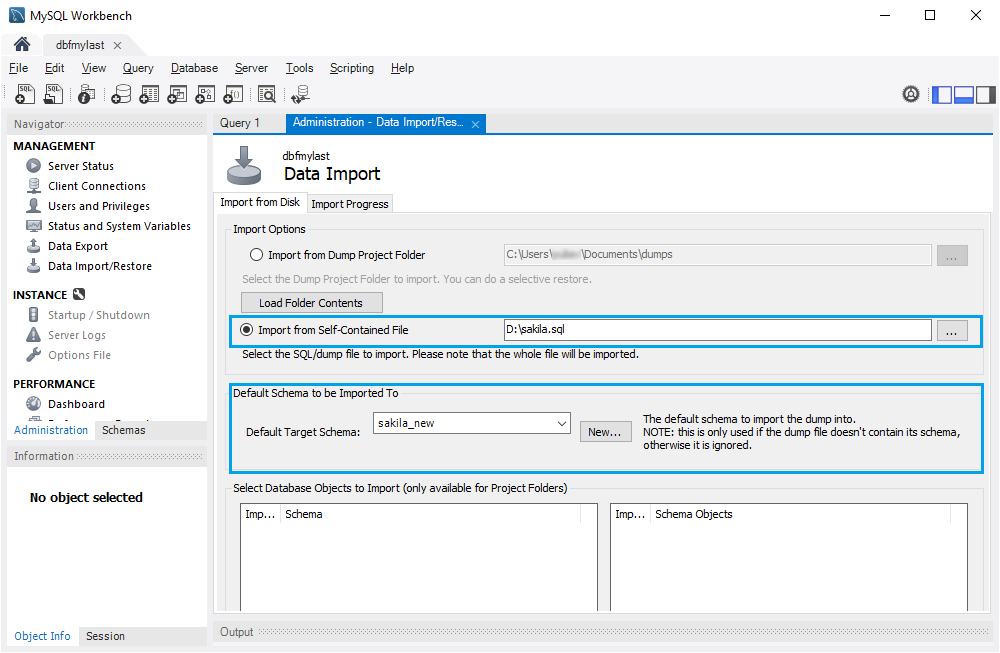 MySQL Workbench
dbfmylast
File Edit View Query Database Server Tools Scripting Help
SQL SQL
Navigator
MANAGEMENT
Server Status
Client Connections
Users and Privileges
Status and System Variables
Data Export
Data Import/Restore
INSTANCE
Startup / Shutdown
Server Logs
Options File
PERFORMANCE
Dashboard
Administration Schemas
Information
No object selected
Object Info Session
Query 1 Administration - Data Import/Res...
dbfmylast
Data Import
Import from Disk Import Progress
Import Options
Import from Dump Project Folder C:\Users\ \Documents\dumps ...
Select the Dump Project Folder to import. You can do a selective restore.
Load Folder Contents
Import from Self-Contained File D:\sakila.sql ...
Select the SQL/dump file to import. Please note that the whole file will be imported.
Default Schema to be Imported To
Default Target Schema: sakila_new New...
The default schema to import the dump into.
NOTE: this is only used if the dump file doesn't contain its schema,
otherwise it is ignored.
Select Database Objects to Import (only available for Project Folders)
Imp... Schema Imp... Schema Objects
Output